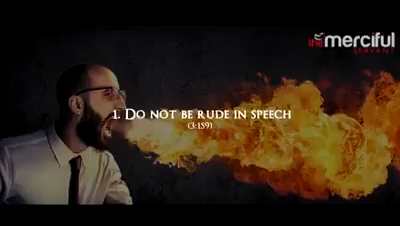 the merciful
SERVANT
1. Do not be rude in speech
(3:159)